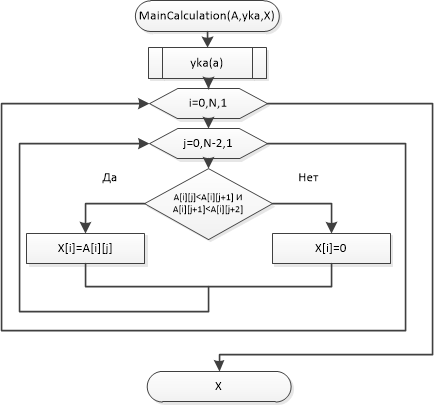 MainCalculation(A,yka,X)
yka(a)
i=0,N,1
j=0,N-2,1
Да
Нет
A[i][j]<A[i][j+1] И
A[i][j+1]<A[i][j+2]
X[i]=A[i][j]
X[i]=0
X